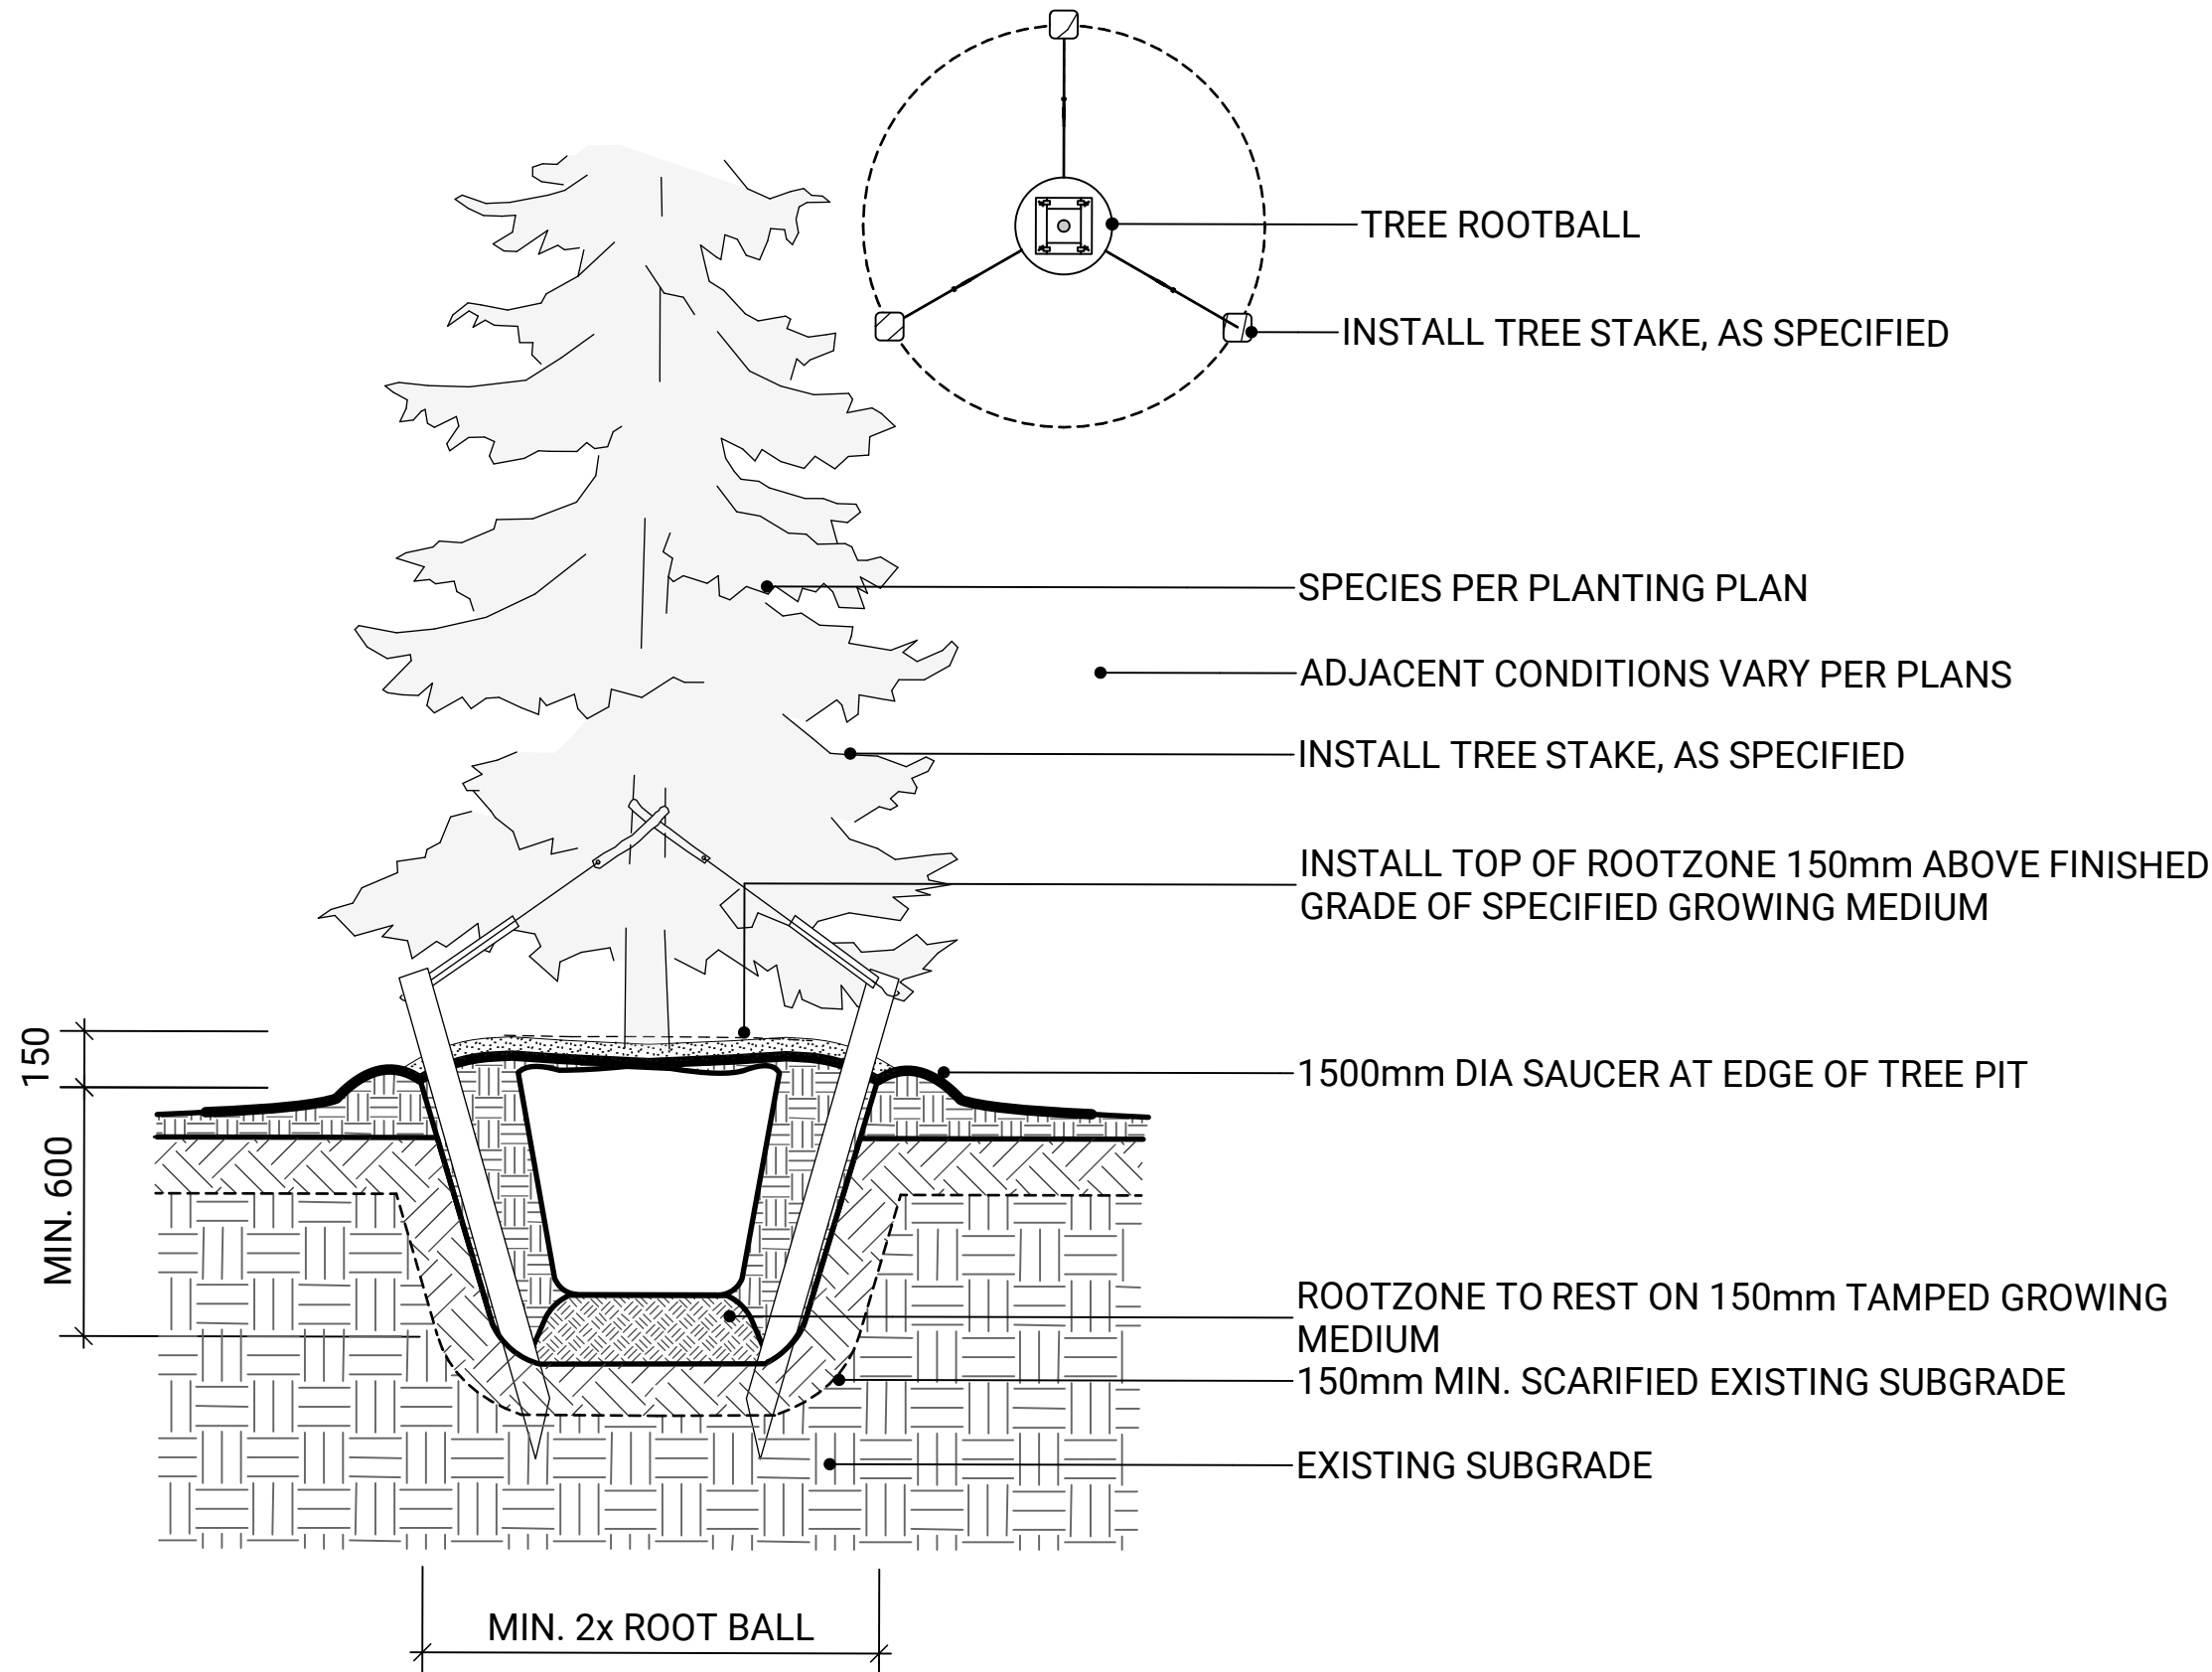 TREE ROOTBALL
INSTALL TREE STAKE, AS SPECIFIED
SPECIES PER PLANTING PLAN
ADJACENT CONDITIONS VARY PER PLANS
INSTALL TREE STAKE, AS SPECIFIED
INSTALL TOP OF ROOTZONE 150mm ABOVE FINISHED
GRADE OF SPECIFIED GROWING MEDIUM
150
1500mm DIA SAUCER AT EDGE OF TREE PIT
MIN. 600
ROOTZONE TO REST ON 150mm TAMPED GROWING
MEDIUM
150mm MIN. SCARIFIED EXISTING SUBGRADE
EXISTING SUBGRADE
MIN. 2x ROOT BALL